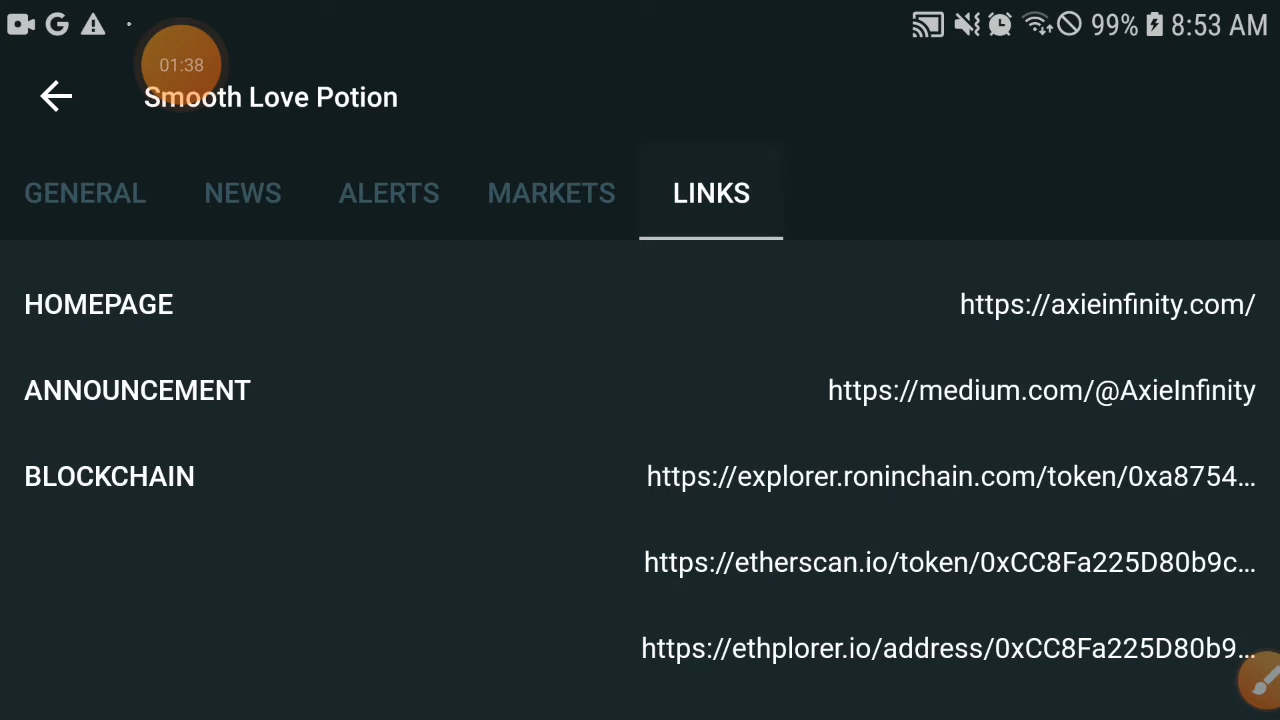 99% 8:53 AM
01:38
Smooth Love Potion
GENERAL NEWS ALERTS MARKETS LINKS
HOMEPAGE https://axieinfinity.com/
ANNOUNCEMENT https://medium.com/@AxieInfinity
BLOCKCHAIN https://explorer.roninchain.com/token/0xa8754...
https://etherscan.io/token/0xCC8Fa225D80b9c...
https://ethplorer.io/address/0xCC8Fa225D80b9...